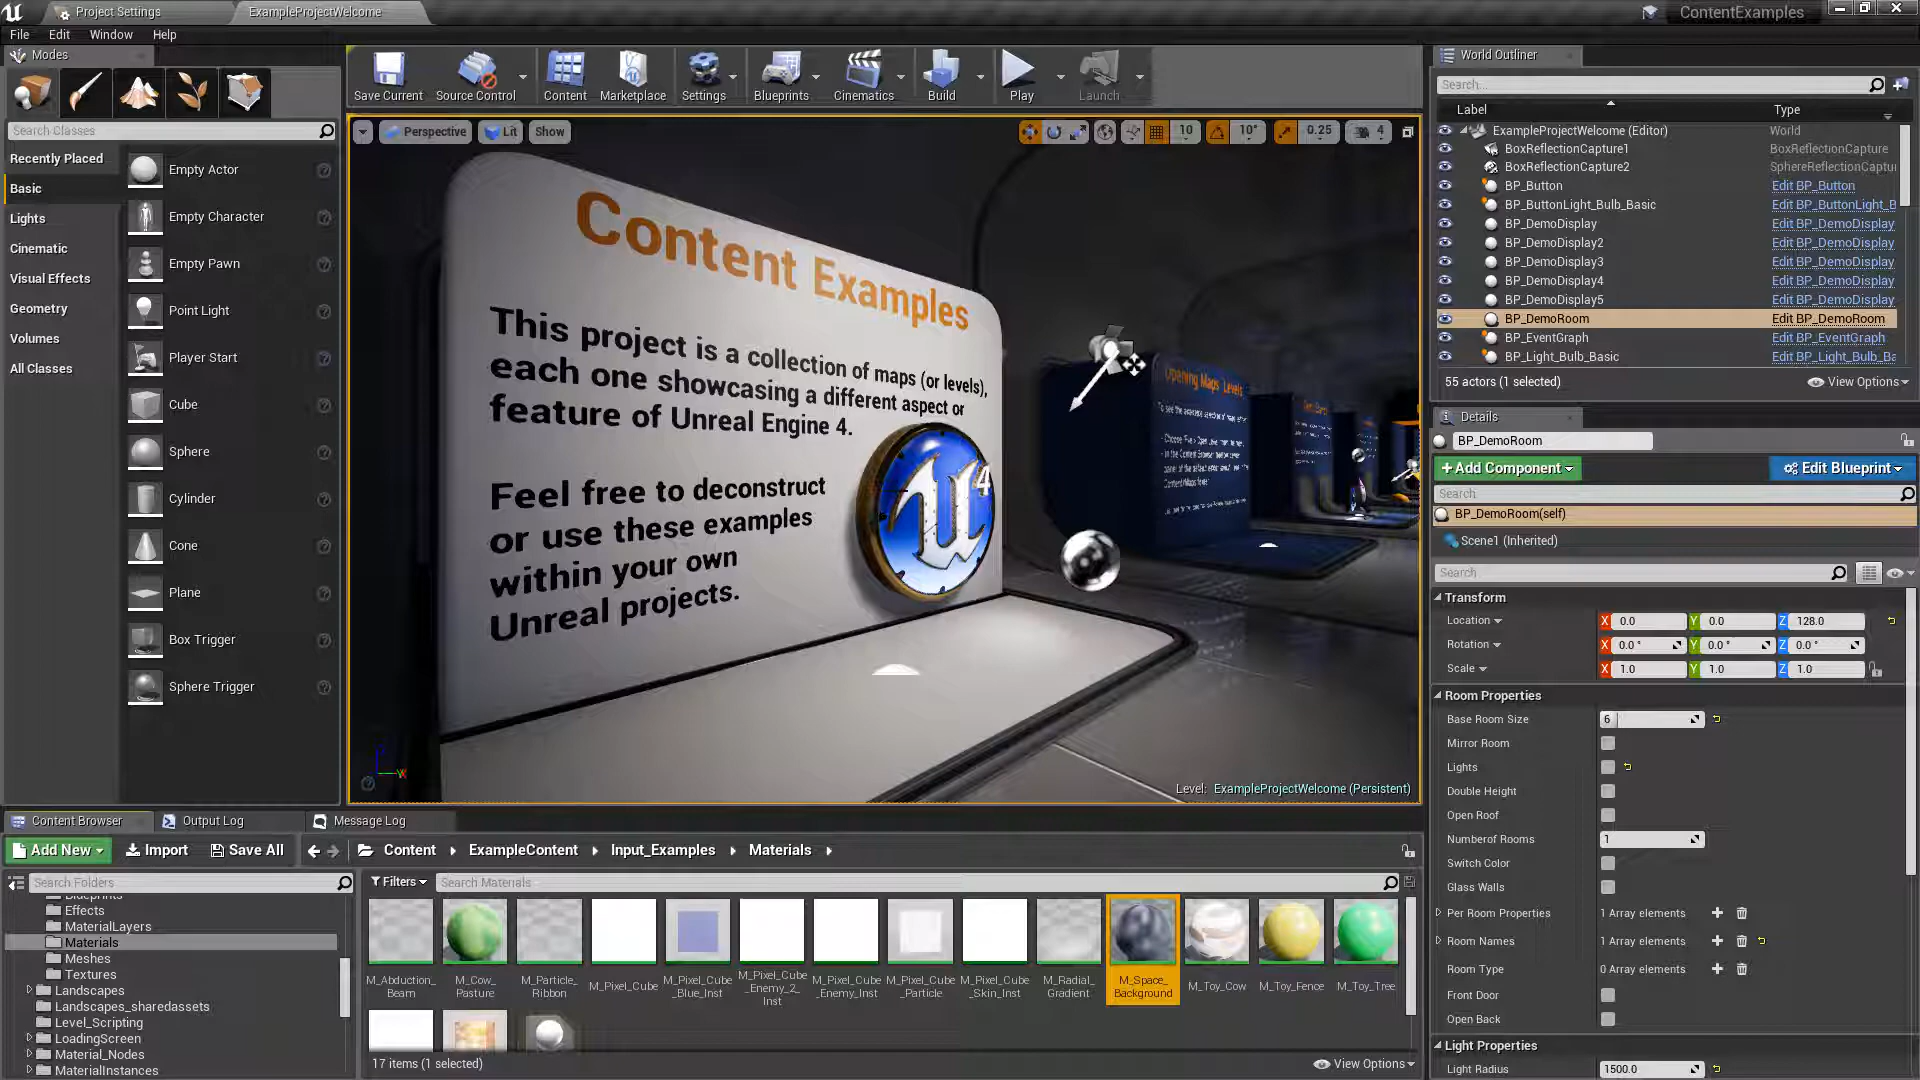 Project Settings
ExampleProjectWelcome
ContentExamples
File Edit Window Help
Modes
Search Classes
Recently Placed
Basic
Lights
Cinematic
Visual Effects
Geometry
Volumes
All Classes
Empty Actor
Empty Character
Empty Pawn
Point Light
Player Start
Cube
Sphere
Cylinder
Cone
Plane
Box Trigger
Sphere Trigger
Save Current
Source Control
Content
Marketplace
Settings
Blueprints
Cinematics
Build
Play
Launch
Perspective
Lit
Show
10
10°
0.25
4
Content Examples
This project is a collection of maps (or levels),
each one showcasing a different aspect or
feature of Unreal Engine 4.
Feel free to deconstruct
or use these examples
within your own
Unreal projects.
4
Opening Maps Levels
Level: ExampleProjectWelcome (Persistent)
World Outliner
Search...
Label Type
ExampleProjectWelcome (Editor) World
BoxReflectionCapture1 BoxReflectionCapture
BoxReflectionCapture2 SphereReflectionCaptu
BP_Button Edit BP_Button
BP_ButtonLight_Bulb_Basic Edit BP_ButtonLight_B
BP_DemoDisplay Edit BP_DemoDisplay
BP_DemoDisplay2 Edit BP_DemoDisplay
BP_DemoDisplay3 Edit BP_DemoDisplay
BP_DemoDisplay4 Edit BP_DemoDisplay
BP_DemoDisplay5 Edit BP_DemoDisplay
BP_DemoRoom Edit BP_DemoRoom
BP_EventGraph Edit BP_EventGraph
BP_Light_Bulb_Basic Edit BP_Light_Bulb_Ba
55 actors (1 selected)
View Options
Details
BP_DemoRoom
+Add Component
Edit Blueprint
Search
BP_DemoRoom(self)
Scene1 (Inherited)
Search
Transform
Location X 0.0 Y 0.0 Z 128.0
Rotation X 0.0 ° Y 0.0 ° Z 0.0 °
Scale X 1.0 Y 1.0 Z 1.0
Room Properties
Base Room Size 6
Mirror Room
Lights
Double Height
Open Roof
Numberof Rooms 1
Switch Color
Glass Walls
Per Room Properties 1 Array elements
Room Names 1 Array elements
Room Type 0 Array elements
Front Door
Open Back
Light Properties
Light Radius 1500.0
Content Browser
Output Log
Message Log
Add New
Import
Save All
Content
ExampleContent
Input_Examples
Materials
Search Folders
Filters
Search Materials
Effects
MaterialLayers
Materials
Meshes
Textures
Landscapes
Landscapes_sharedassets
Level_Scripting
LoadingScreen
Material_Nodes
MaterialInstances
M_Abduction_
Beam
M_Cow_
Pasture
M_Particle_
Ribbon
M_Pixel_Cube
M_Pixel_Cube
_Blue_Inst
M_Pixel_Cube
_Enemy_2_
Inst
M_Pixel_Cube
_Enemy_Inst
M_Pixel_Cube
_Particle
M_Pixel_Cube
_Skin_Inst
M_Radial_
Gradient
M_Space_
Background
M_Toy_Cow
M_Toy_Fence
M_Toy_Tree
17 items (1 selected)
View Options